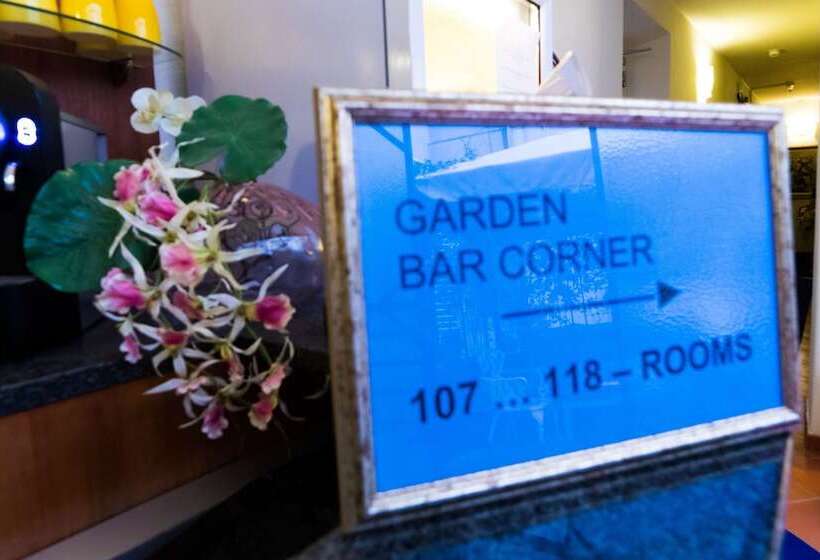 GARDEN
BAR CORNER
107 ... 118 – ROOMS